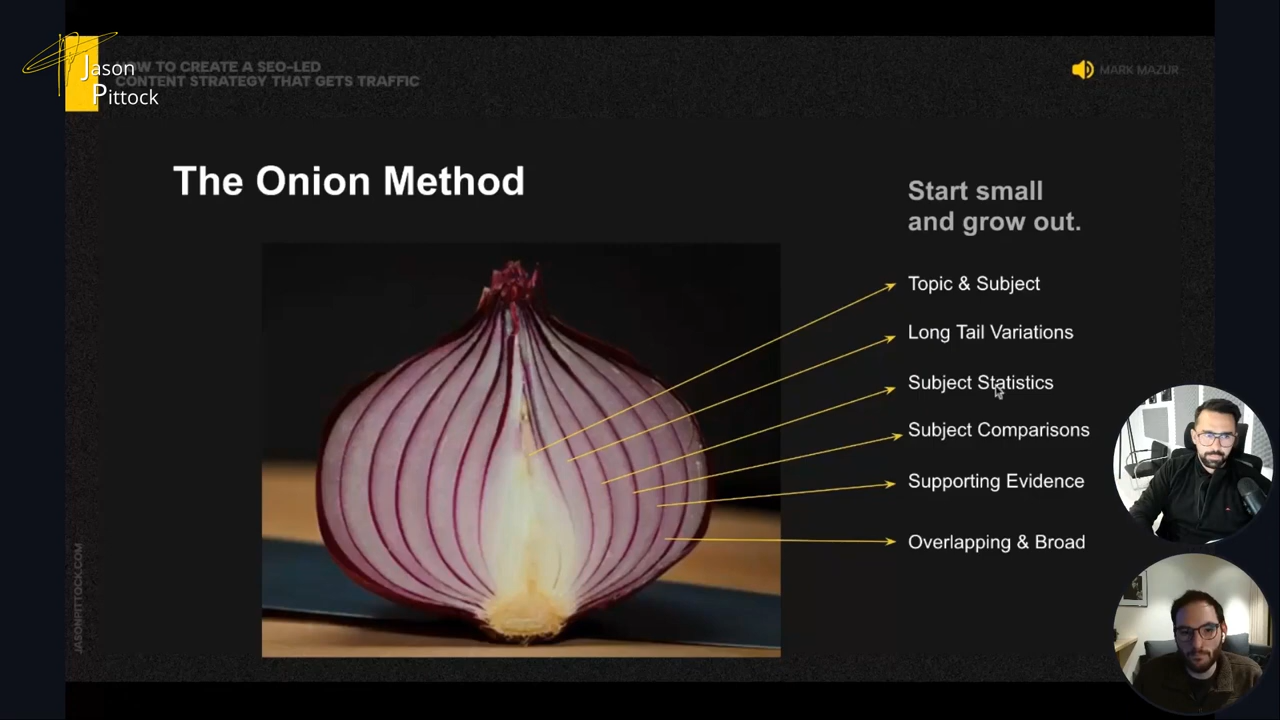 Jason
Pittock
HOW TO CREATE A SEO-LED
CONTENT STRATEGY THAT GETS TRAFFIC
MARK MAZUR
The Onion Method
Start small
and grow out.
Topic & Subject
Long Tail Variations
Subject Statistics
Subject Comparisons
Supporting Evidence
Overlapping & Broad
JASONPITTOCK.COM